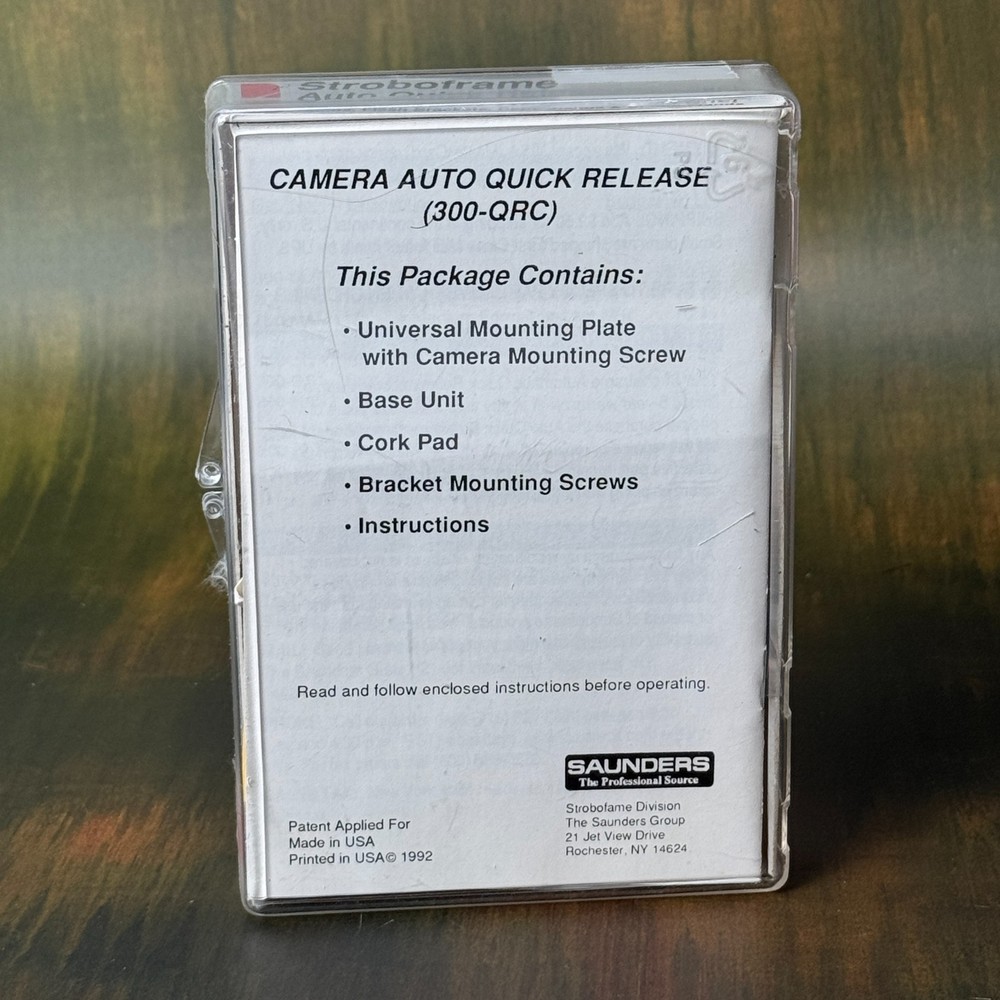 Stroboframe
CAMERA AUTO QUICK RELEASE
(300-QRC)
This Package Contains:
• Universal Mounting Plate
with Camera Mounting Screw
• Base Unit
• Cork Pad
• Bracket Mounting Screws
• Instructions
Read and follow enclosed instructions before operating.
SAUNDERS
The Professional Source
Strobofame Division
The Saunders Group
21 Jet View Drive
Rochester, NY 14624
Patent Applied For
Made in USA
Printed in USA© 1992